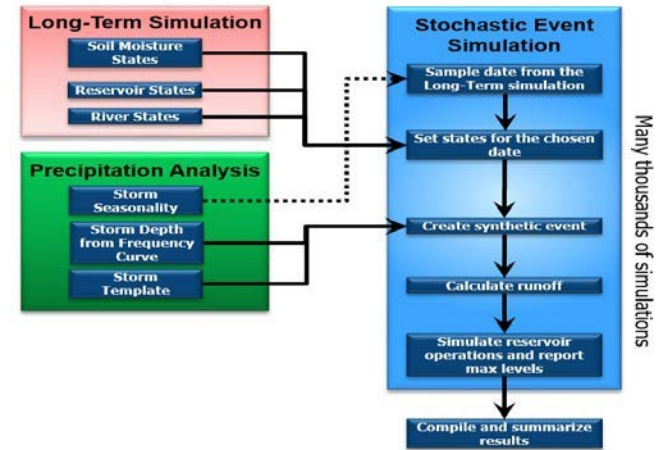 Long-Term Simulation
Soil Moisture
States
Reservoir States
River States
Precipitation Analysis
Storm
Seasonality
Storm Depth
from Frequency
Curve
Storm
Template
Stochastic Event
Simulation
Sample date from the
Long-Term simulation
Set states for the chosen
date
Create synthetic event
Calculate runoff
Simulate reservoir
operations and report
max levels
Compile and summarize
results
Many thousands of simulations